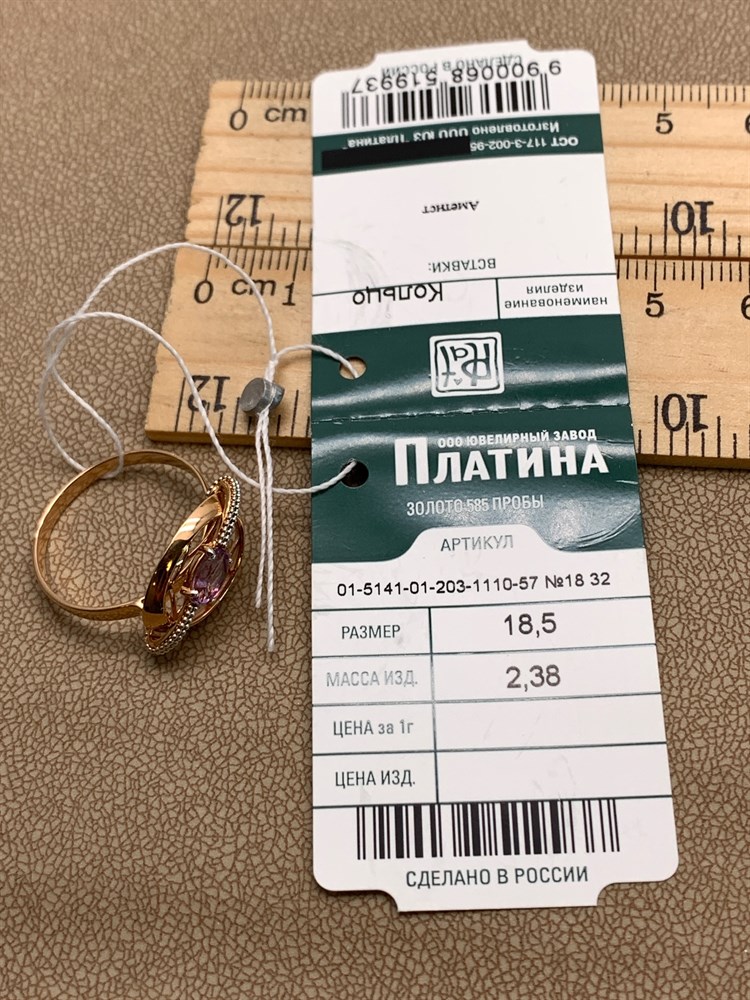 СДЕЛАНО В РОССИИ
9 900068 519937
ОСТ 117-3-002-95
Изготовлено ООО ЮЗ "Платина"
Аметист
ВСТАВКИ:
наименование изделия
Кольцо
Plat
ООО ЮВЕЛИРНЫЙ ЗАВОД
ПЛАТИНА
ЗОЛОТО 585 ПРОБЫ
АРТИКУЛ
01-5141-01-203-1110-57 №18 32
РАЗМЕР 18,5
МАССА ИЗД. 2,38
ЦЕНА за 1г
ЦЕНА ИЗД.
СДЕЛАНО В РОССИИ
0 cm 5
12 10
0 cm 1 5 6
12 10